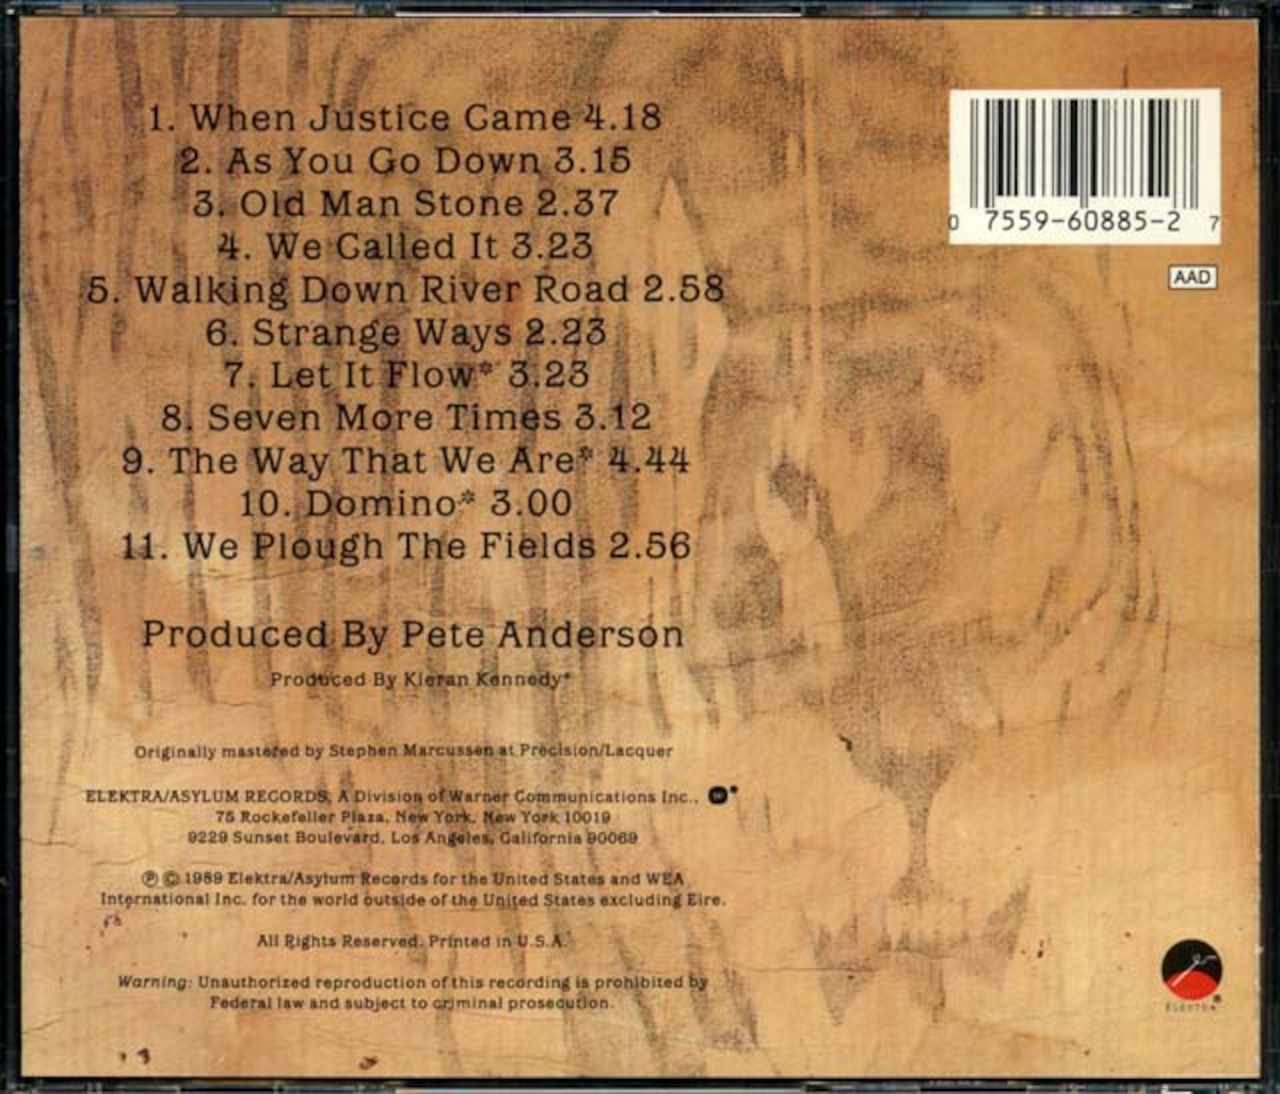 1. When Justice Came 4.18
2. As You Go Down 3.15
3. Old Man Stone 2.37
4. We Called It 3.23
5. Walking Down River Road 2.58
6. Strange Ways 2.23
7. Let It Flow* 3.23
8. Seven More Times 3.12
9. The Way That We Are* 4.44
10. Domino* 3.00
11. We Plough The Fields 2.56
Produced By Pete Anderson
Produced By Kieran Kennedy*
Originally mastered by Stephen Marcussen at Precision/Lacquer
ELEKTRA/ASYLUM RECORDS, A Division of Warner Communications Inc.,
75 Rockefeller Plaza, New York, New York 10019
9229 Sunset Boulevard, Los Angeles, California 90069
℗ © 1989 Elektra/Asylum Records for the United States and WEA
International Inc. for the world outside of the United States excluding Eire.
All Rights Reserved. Printed in U.S.A.
Warning: Unauthorized reproduction of this recording is prohibited by
Federal law and subject to criminal prosecution.
0 7559-60885-2 7
AAD
ELEKTRA